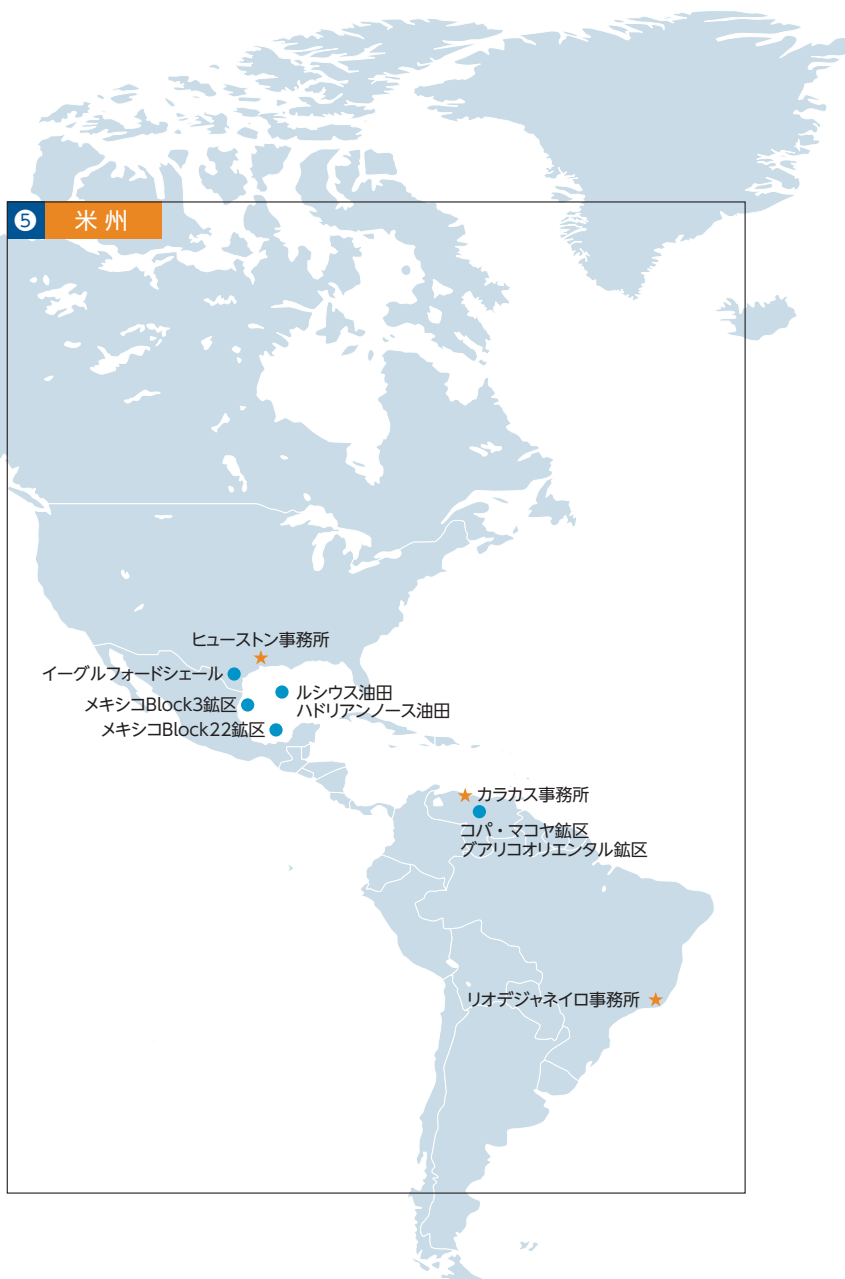 ❺ 米州
ヒューストン事務所
イーグルフォードシェール
ルシウス油田
ハドリアンノース油田
メキシコBlock3鉱区
メキシコBlock22鉱区
カラカス事務所
コパ・マコヤ鉱区
グアリコオリエンタル鉱区
リオデジャネイロ事務所